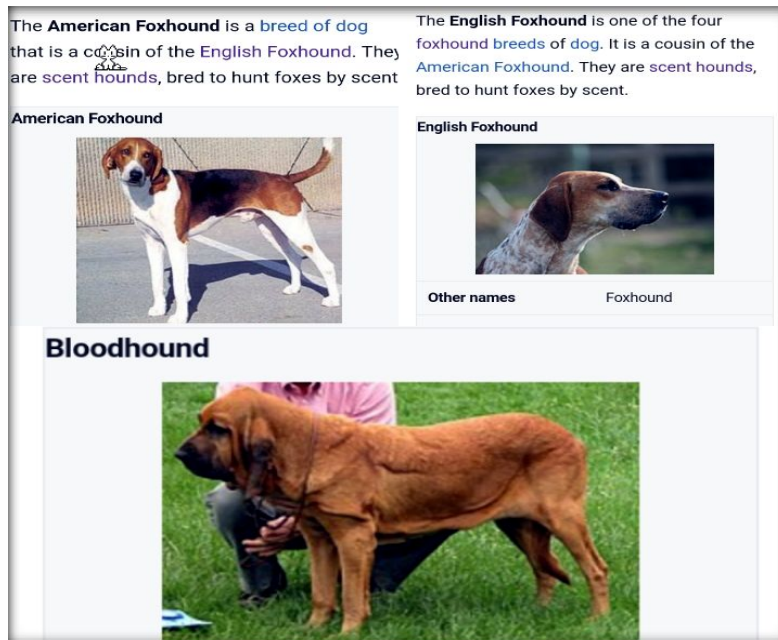 The American Foxhound is a breed of dog
that is a cousin of the English Foxhound. They
are scent hounds, bred to hunt foxes by scent
American Foxhound
The English Foxhound is one of the four
foxhound breeds of dog. It is a cousin of the
American Foxhound. They are scent hounds,
bred to hunt foxes by scent.
English Foxhound
Other names Foxhound
Bloodhound